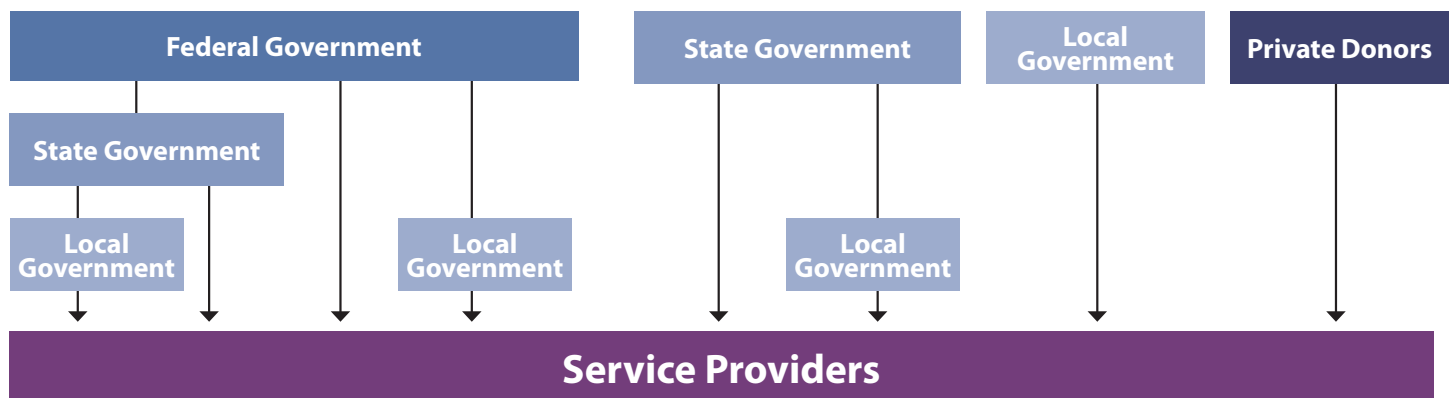 Federal Government
State Government
Local
Government
Private Donors
State Government
Local
Government
Local
Government
Local
Government
Service Providers